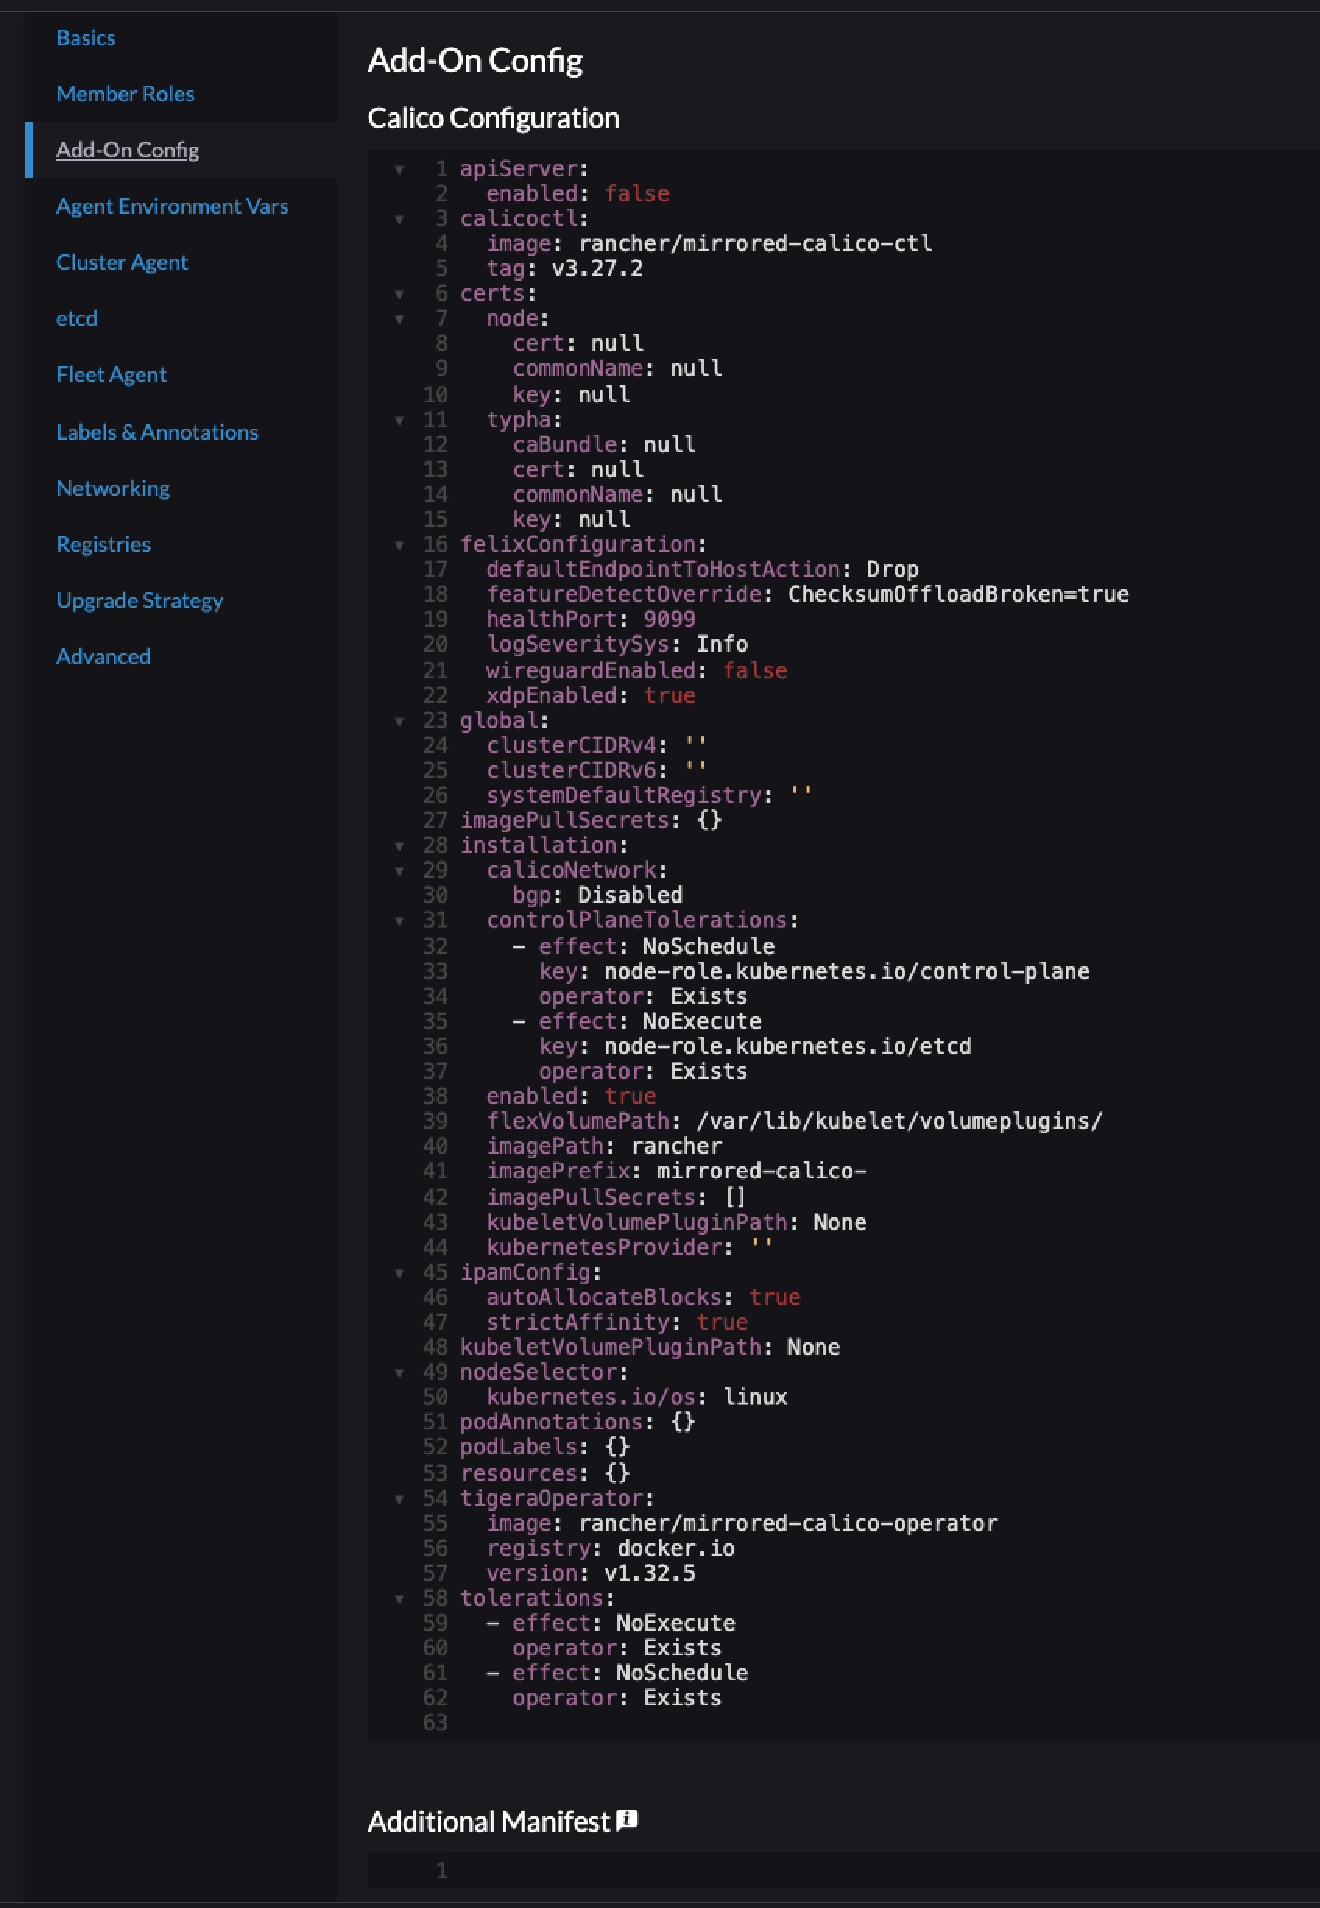 Basics
Member Roles
Add-On Config
Agent Environment Vars
Cluster Agent
etcd
Fleet Agent
Labels & Annotations
Networking
Registries
Upgrade Strategy
Advanced
Add-On Config
Calico Configuration
1 apiServer:
2   enabled: false
3 calicoctl:
4   image: rancher/mirrored-calico-ctl
5   tag: v3.27.2
6 certs:
7   node:
8     cert: null
9     commonName: null
10     key: null
11   typha:
12     caBundle: null
13     cert: null
14     commonName: null
15     key: null
16 felixConfiguration:
17   defaultEndpointToHostAction: Drop
18   featureDetectOverride: ChecksumOffloadBroken=true
19   healthPort: 9099
20   logSeveritySys: Info
21   wireguardEnabled: false
22   xdpEnabled: true
23 global:
24   clusterCIDRv4: ''
25   clusterCIDRv6: ''
26   systemDefaultRegistry: ''
27 imagePullSecrets: {}
28 installation:
29   calicoNetwork:
30     bgp: Disabled
31   controlPlaneTolerations:
32     - effect: NoSchedule
33       key: node-role.kubernetes.io/control-plane
34       operator: Exists
35     - effect: NoExecute
36       key: node-role.kubernetes.io/etcd
37       operator: Exists
38   enabled: true
39   flexVolumePath: /var/lib/kubelet/volumeplugins/
40   imagePath: rancher
41   imagePrefix: mirrored-calico-
42   imagePullSecrets: []
43   kubeletVolumePluginPath: None
44   kubernetesProvider: ''
45 ipamConfig:
46   autoAllocateBlocks: true
47   strictAffinity: true
48 kubeletVolumePluginPath: None
49 nodeSelector:
50   kubernetes.io/os: linux
51 podAnnotations: {}
52 podLabels: {}
53 resources: {}
54 tigeraOperator:
55   image: rancher/mirrored-calico-operator
56   registry: docker.io
57   version: v1.32.5
58 tolerations:
59   - effect: NoExecute
60     operator: Exists
61   - effect: NoSchedule
62     operator: Exists
63
Additional Manifest
1